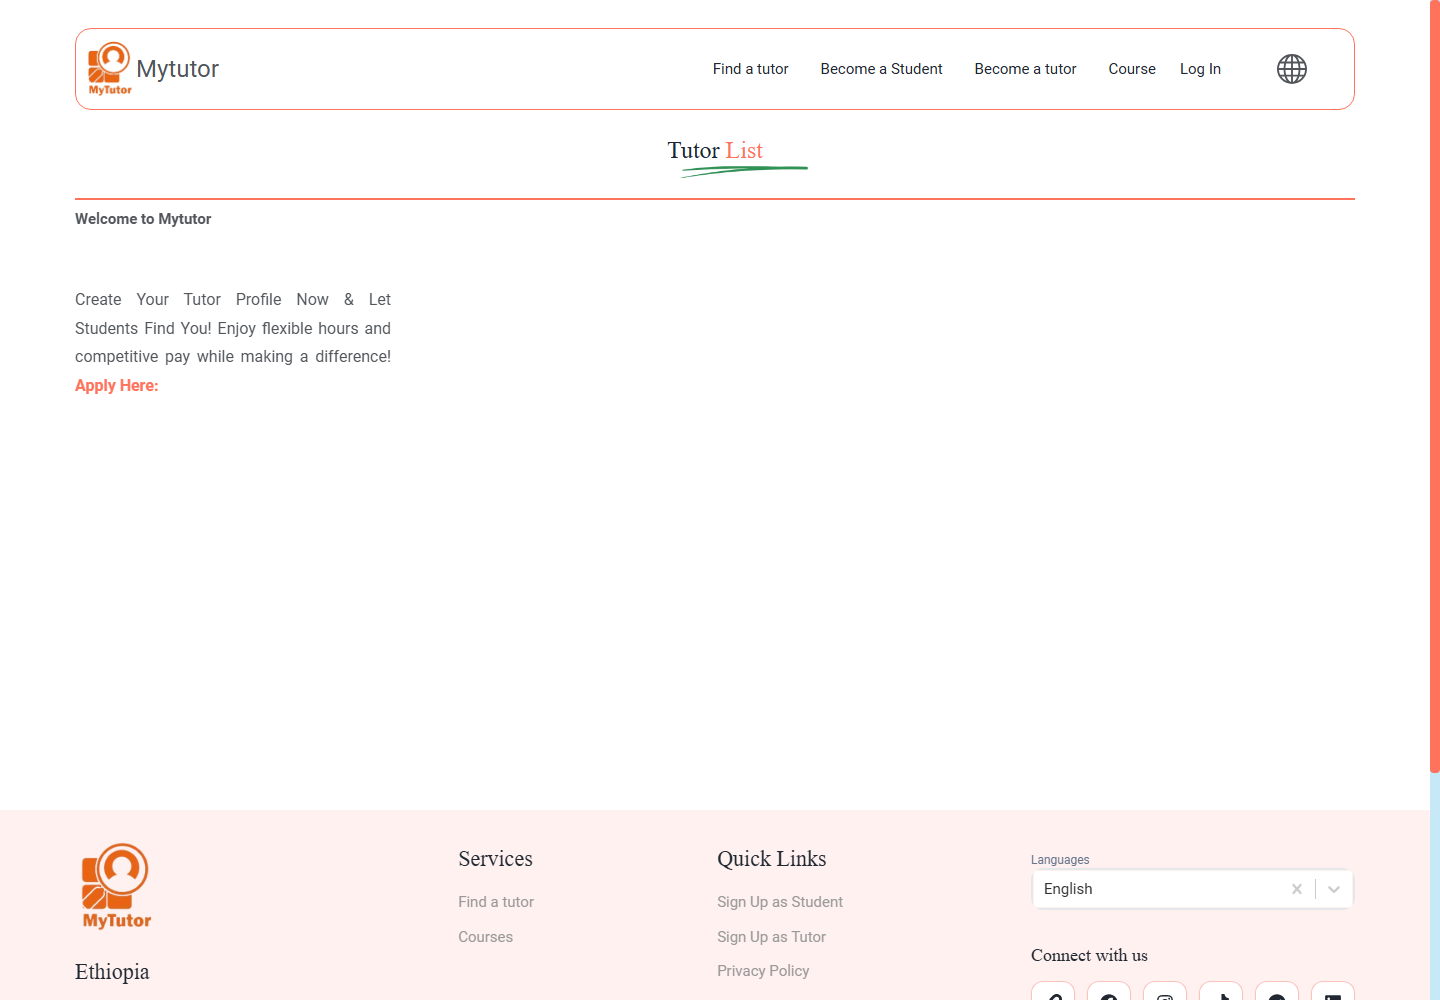 MyTutor
Mytutor
Find a tutor
Become a Student
Become a tutor
Course
Log In
Tutor List
Welcome to Mytutor
Create Your Tutor Profile Now & Let
Students Find You! Enjoy flexible hours and
competitive pay while making a difference!
Apply Here:
MyTutor
Ethiopia
Services
Find a tutor
Courses
Quick Links
Sign Up as Student
Sign Up as Tutor
Privacy Policy
Languages
English
Connect with us